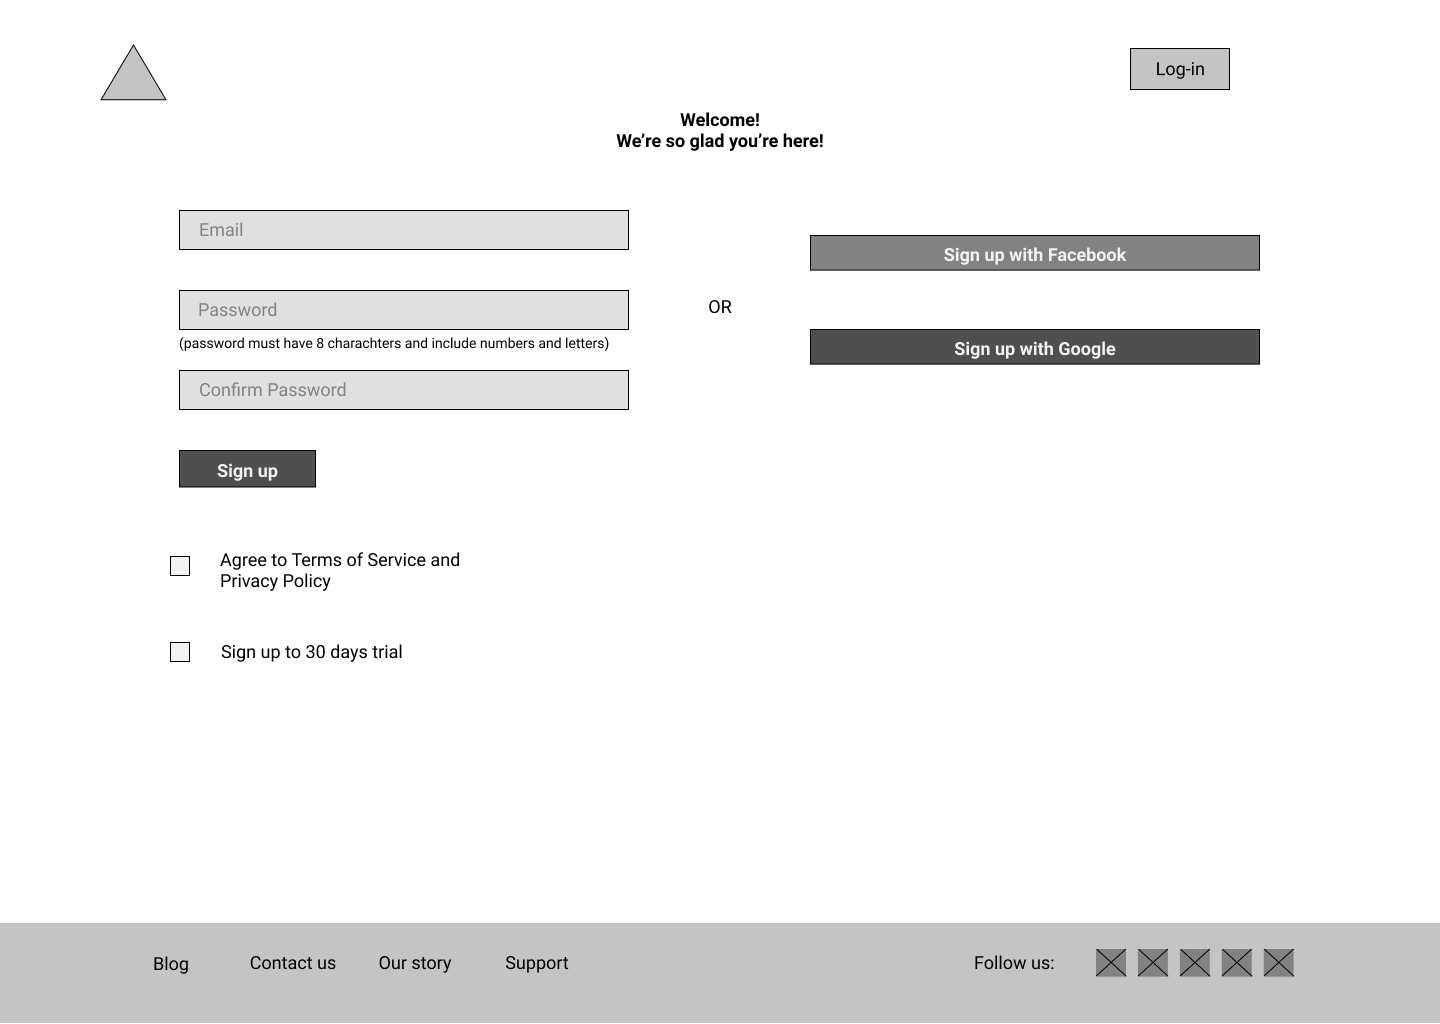 Log-in
Welcome!
We’re so glad you’re here!
Email
Password
(password must have 8 charachters and include numbers and letters)
Confirm Password
Sign up
OR
Sign up with Facebook
Sign up with Google
Agree to Terms of Service and
Privacy Policy
Sign up to 30 days trial
Blog
Contact us
Our story
Support
Follow us: